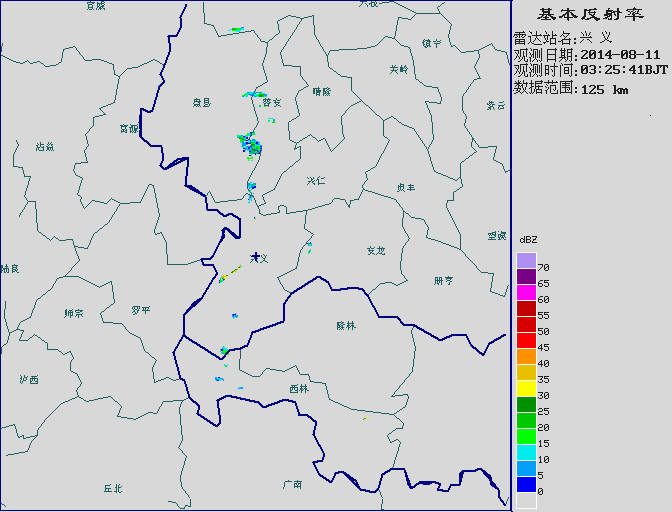 基本反射率
雷达站名:兴 义
观测日期:2014-08-11
观测时间:03:25:41BJT
数据范围:125 km
宣威
镇宁
关岭
晴隆
盘县
普安
紫云
富源
沾益
兴仁
贞丰
望谟
安龙
兴义
陆良
册亨
师宗
罗平
隆林
泸西
西林
丘北
广南
dBZ
70
65
60
55
50
45
40
35
30
25
20
15
10
5
0